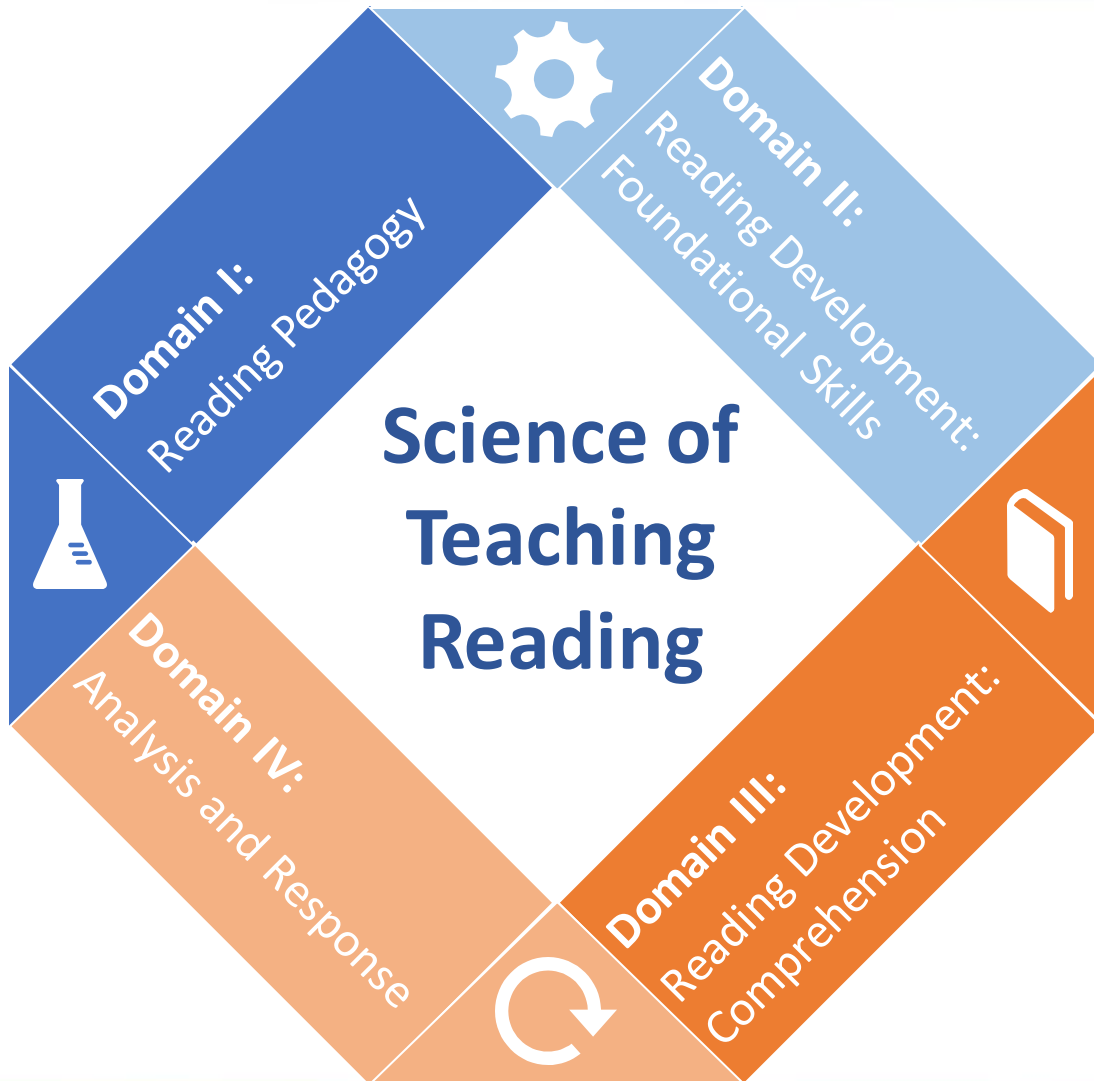 Domain I:
Reading Pedagogy
Domain II:
Reading Development:
Foundational Skills
Science of
Teaching
Reading
Domain III:
Reading Development:
Comprehension
Domain IV:
Analysis and Response